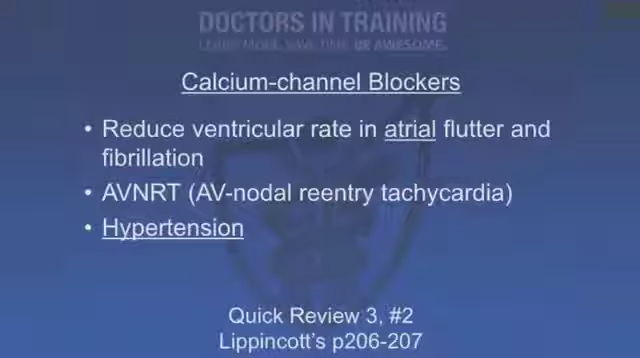 DOCTORS IN TRAINING
LEARN MORE. SAVE TIME. BE AWESOME.
Calcium-channel Blockers
• Reduce ventricular rate in atrial flutter and
fibrillation
• AVNRT (AV-nodal reentry tachycardia)
• Hypertension
Quick Review 3, #2
Lippincott's p206-207